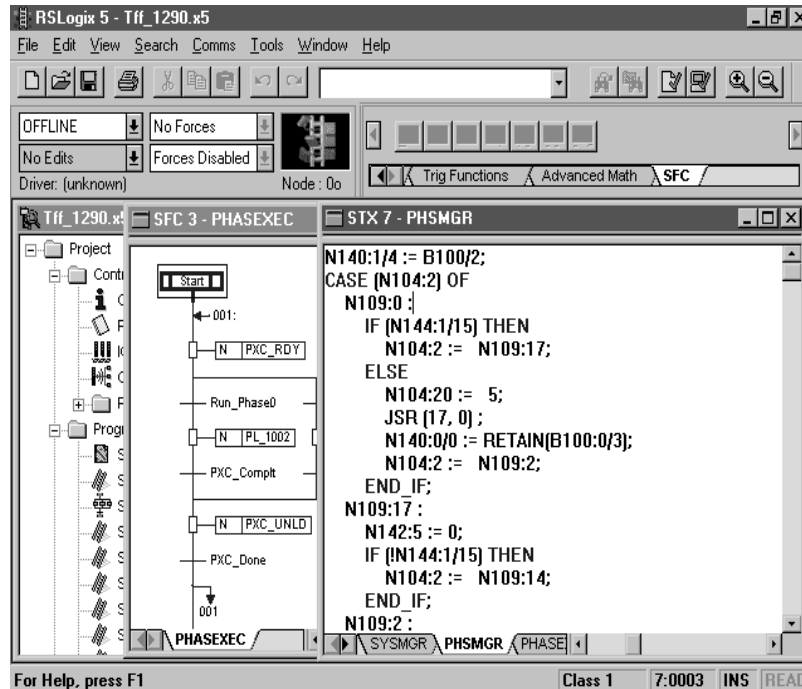 RSLogix 5 - Tff_1290.x5
File Edit View Search Comms Tools Window Help
OFFLINE No Forces
No Edits Forces Disabled
Driver: (unknown) Node : 0o
Trig Functions Advanced Math SFC
Tff_1290.x5
Project
Contr
Progr
SFC 3 - PHASEXEC
Start
001:
N PXC_RDY
Run_Phase0
N PL_1002
PXC_Complt
N PXC_UNLD
PXC_Done
001
PHASEXEC
STX 7 - PHSMGR
N140:1/4 := B100/2;
CASE (N104:2) OF
N109:0 :
IF (N144:1/15) THEN
N104:2 := N109:17;
ELSE
N104:20 := 5;
JSR (17, 0) ;
N140:0/0 := RETAIN(B100:0/3);
N104:2 := N109:2;
END_IF;
N109:17 :
N142:5 := 0;
IF (!N144:1/15) THEN
N104:2 := N109:14;
END_IF;
N109:2 :
SYSMGR PHSMGR PHASE
For Help, press F1 Class 1 7:0003 INS READ